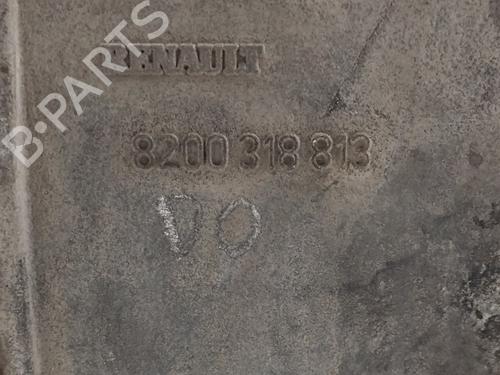 B-PARTS
RENAULT
8200 318 813
DO